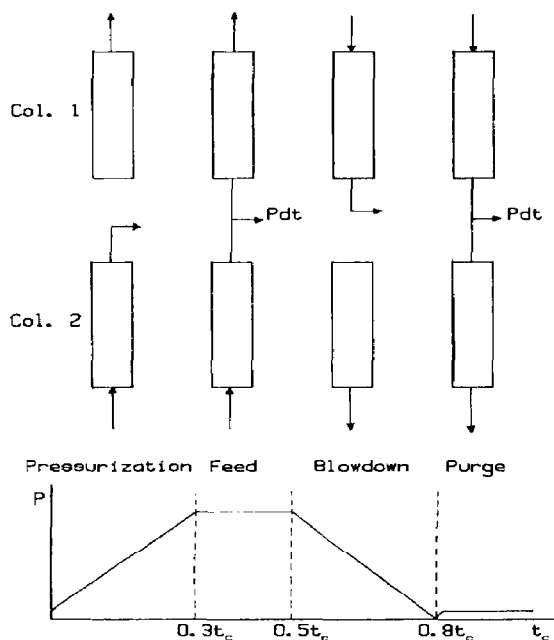 Col. 1
Pdt
Pdt
Col. 2
Pressurization Feed Blowdown Purge
P
0.3tc 0.5tc 0.8tc tc